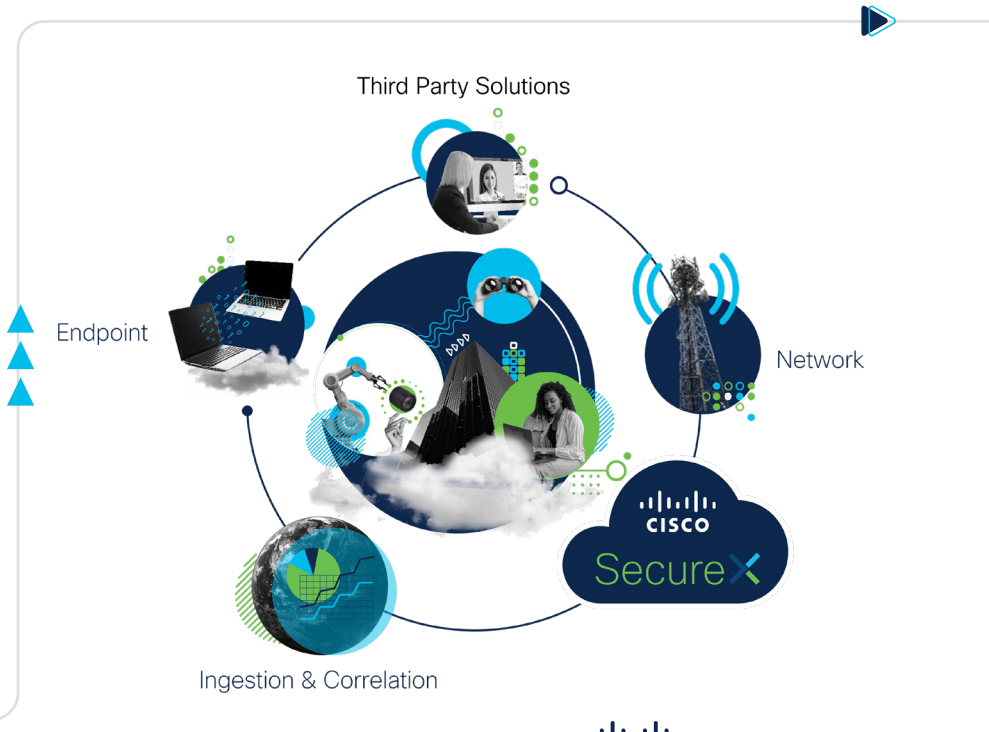 Third Party Solutions
Endpoint
Network
CISCO
SecureX
Ingestion & Correlation